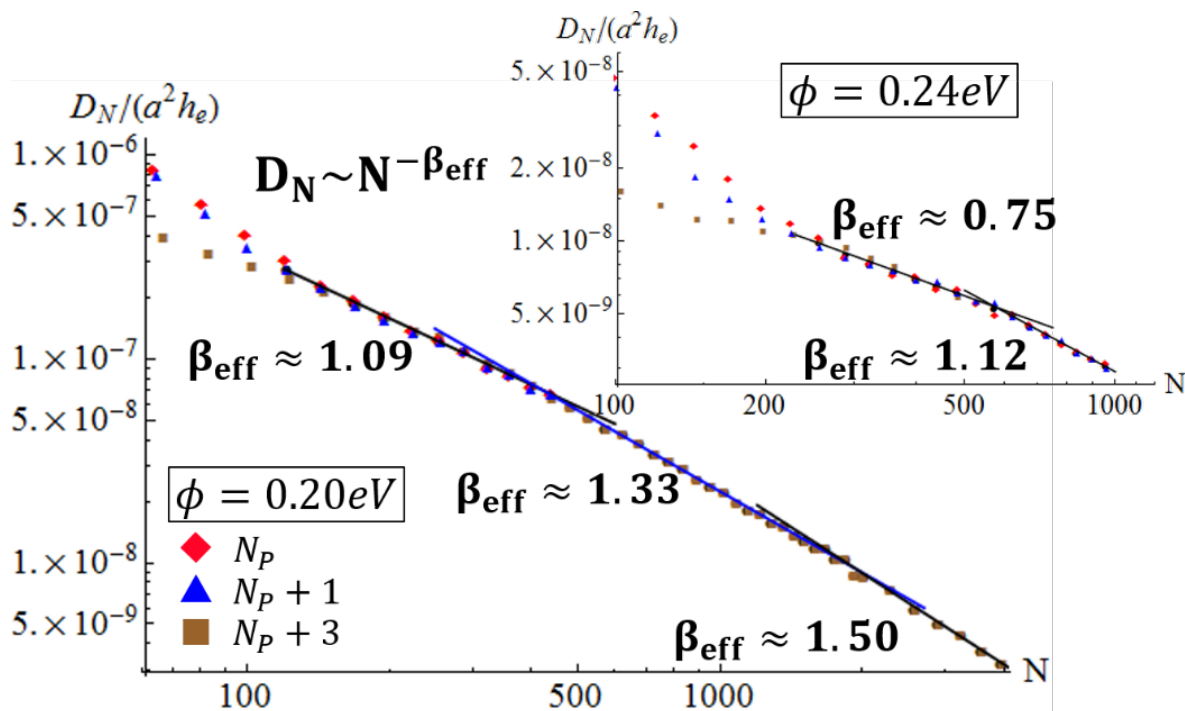 D_N/(a²h_e)
5.×10⁻⁸
2.×10⁻⁸
1.×10⁻⁸
5.×10⁻⁹
ϕ = 0.24eV
β_eff ≈ 0.75
β_eff ≈ 1.12
100 200 500 1000
N
D_N/(a²h_e)
1.×10⁻⁶
5.×10⁻⁷
1.×10⁻⁷
5.×10⁻⁸
1.×10⁻⁸
5.×10⁻⁹
D_N~N^−β_eff
β_eff ≈ 1.09
β_eff ≈ 1.33
β_eff ≈ 1.50
ϕ = 0.20eV
N_P
N_P + 1
N_P + 3
100 500 1000
N